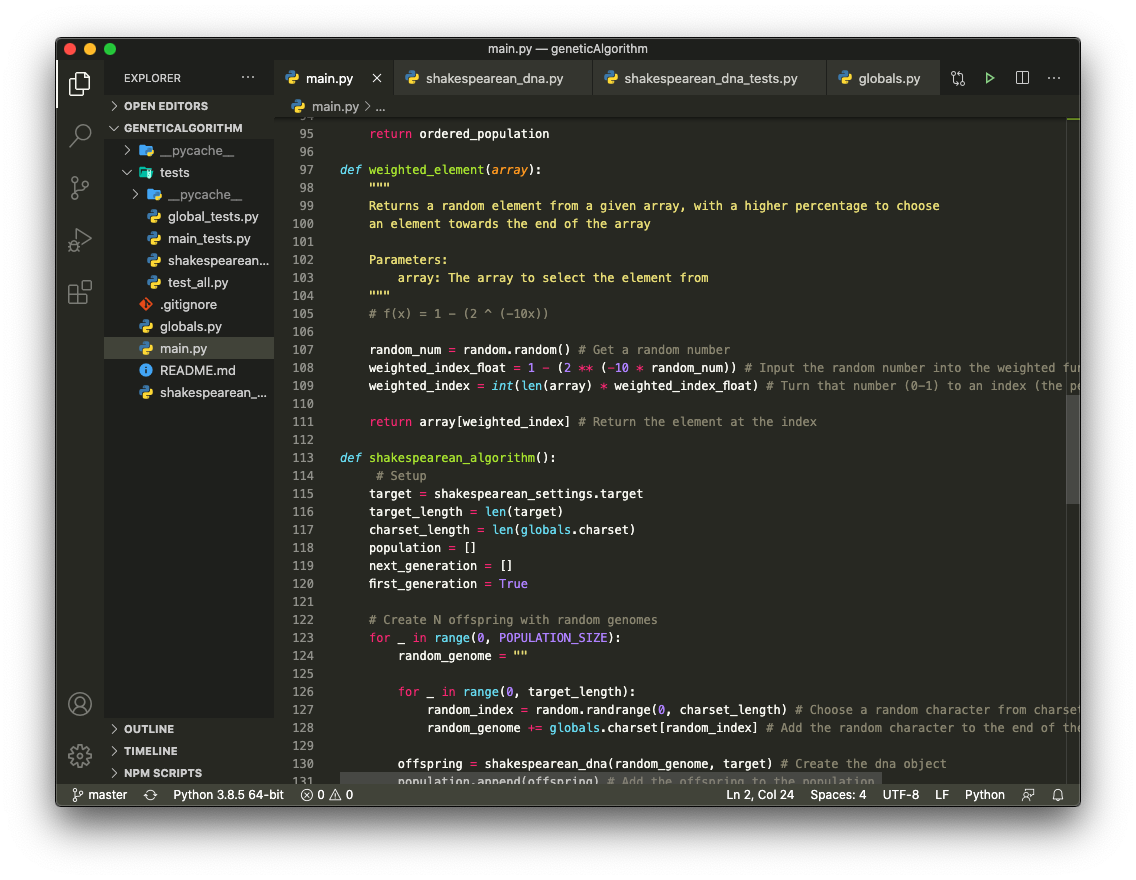 main.py — geneticAlgorithm
EXPLORER
OPEN EDITORS
GENETICALGORITHM
__pycache__
tests
__pycache__
global_tests.py
main_tests.py
shakespearean...
test_all.py
.gitignore
globals.py
main.py
README.md
shakespearean_...
OUTLINE
TIMELINE
NPM SCRIPTS
main.py shakespearean_dna.py shakespearean_dna_tests.py globals.py
main.py > ...
95 return ordered_population
96
97 def weighted_element(array):
98 """
99 Returns a random element from a given array, with a higher percentage to choose
100 an element towards the end of the array
101
102 Parameters:
103 array: The array to select the element from
104 """
105 # f(x) = 1 - (2 ^ (-10x))
106
107 random_num = random.random() # Get a random number
108 weighted_index_float = 1 - (2 ** (-10 * random_num)) # Input the random number into the weighted
109 weighted_index = int(len(array) * weighted_index_float) # Turn that number (0-1) to an index (the
110
111 return array[weighted_index] # Return the element at the index
112
113 def shakespearean_algorithm():
114 # Setup
115 target = shakespearean_settings.target
116 target_length = len(target)
117 charset_length = len(globals.charset)
118 population = []
119 next_generation = []
120 first_generation = True
121
122 # Create N offspring with random genomes
123 for _ in range(0, POPULATION_SIZE):
124 random_genome = ""
125
126 for _ in range(0, target_length):
127 random_index = random.randrange(0, charset_length) # Choose a random character from charset
128 random_genome += globals.charset[random_index] # Add the random character to the end of the
129
130 offspring = shakespearean_dna(random_genome, target) # Create the dna object
131 population.append(offspring) # Add the offspring to the population
master Python 3.8.5 64-bit 0 0 Ln 2, Col 24 Spaces: 4 UTF-8 LF Python